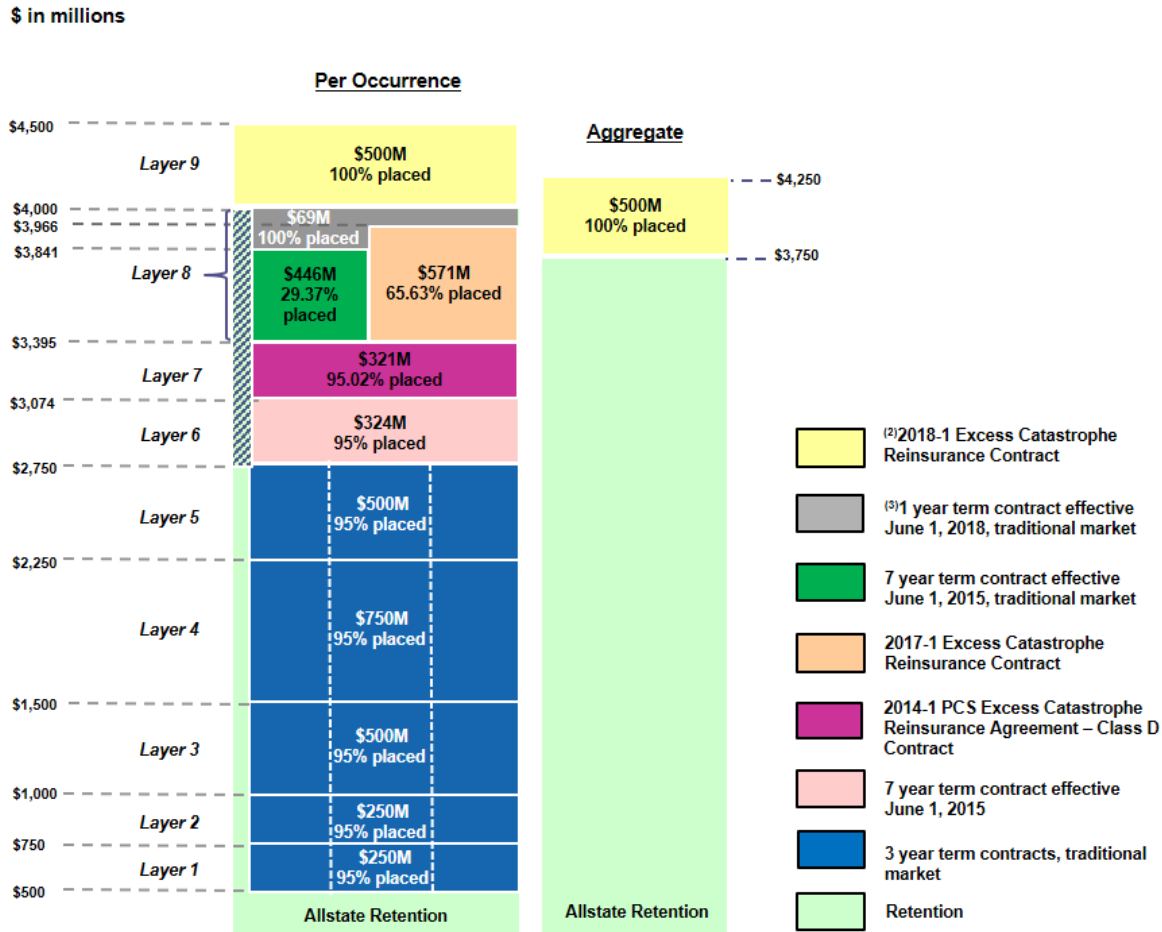 $ in millions
Per Occurrence
Aggregate
$4,500
Layer 9
$500M
100% placed
$4,000
$3,966
$3,841
$69M
100% placed
Layer 8
$446M
29.37%
placed
$571M
65.63% placed
$3,395
Layer 7
$321M
95.02% placed
$3,074
Layer 6
$324M
95% placed
$2,750
Layer 5
$500M
95% placed
$2,250
Layer 4
$750M
95% placed
$1,500
Layer 3
$500M
95% placed
$1,000
Layer 2
$250M
95% placed
$750
Layer 1
$250M
95% placed
$500
Allstate Retention
$4,250
$500M
100% placed
$3,750
Allstate Retention
(2)2018-1 Excess Catastrophe
Reinsurance Contract
(3)1 year term contract effective
June 1, 2018, traditional market
7 year term contract effective
June 1, 2015, traditional market
2017-1 Excess Catastrophe
Reinsurance Contract
2014-1 PCS Excess Catastrophe
Reinsurance Agreement – Class D
Contract
7 year term contract effective
June 1, 2015
3 year term contracts, traditional
market
Retention